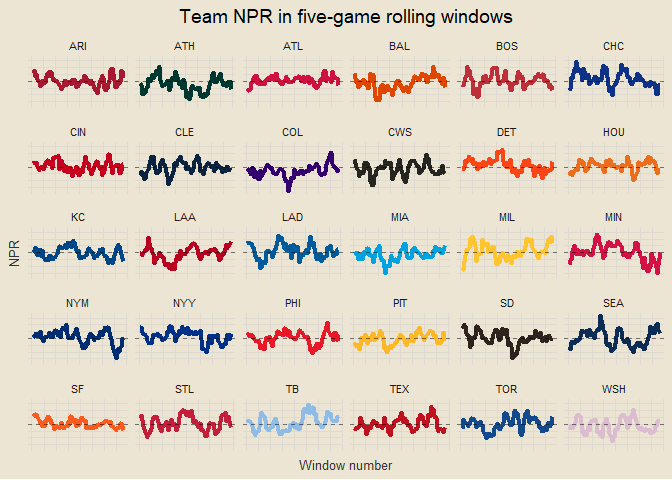 Team NPR in five-game rolling windows
ARI ATH ATL BAL BOS CHC
CIN CLE COL CWS DET HOU
KC LAA LAD MIA MIL MIN
NPR
NYM NYY PHI PIT SD SEA
SF STL TB TEX TOR WSH
Window number